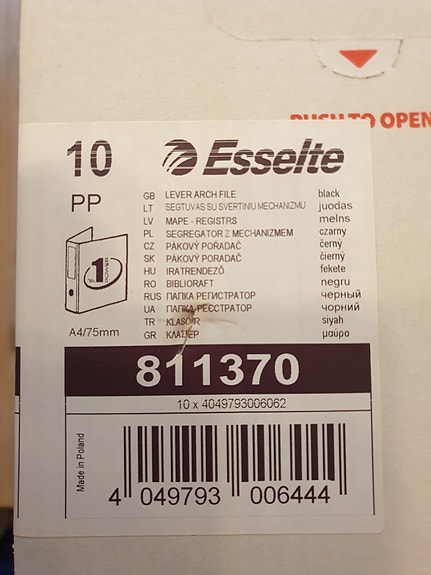 PUSH TO OPEN
10 Esselte
PP
GB LEVER ARCH FILE black
LT SEGTUVAS SU SVERTINIU MECHANIZMU juodas
LV MAPE - REGISTRS melns
PL SEGREGATOR Z MECHANIZMEM czarny
CZ PÁKOVÝ POŘADAČ černý
SK PÁKOVÝ PORADAČ čierny
HU IRATRENDEZŐ fekete
RO BIBLIORAFT negru
RUS ПАПКА РЕГИСТРАТОР черный
UA ПАПКА-РЕЄСТРАТОР чорний
TR KLASÖR siyah
GR ΚΛΑΣΕΡ μαύρο
1
A4/75mm
811370
10 x 4049793006062
Made in Poland
4 049793 006444